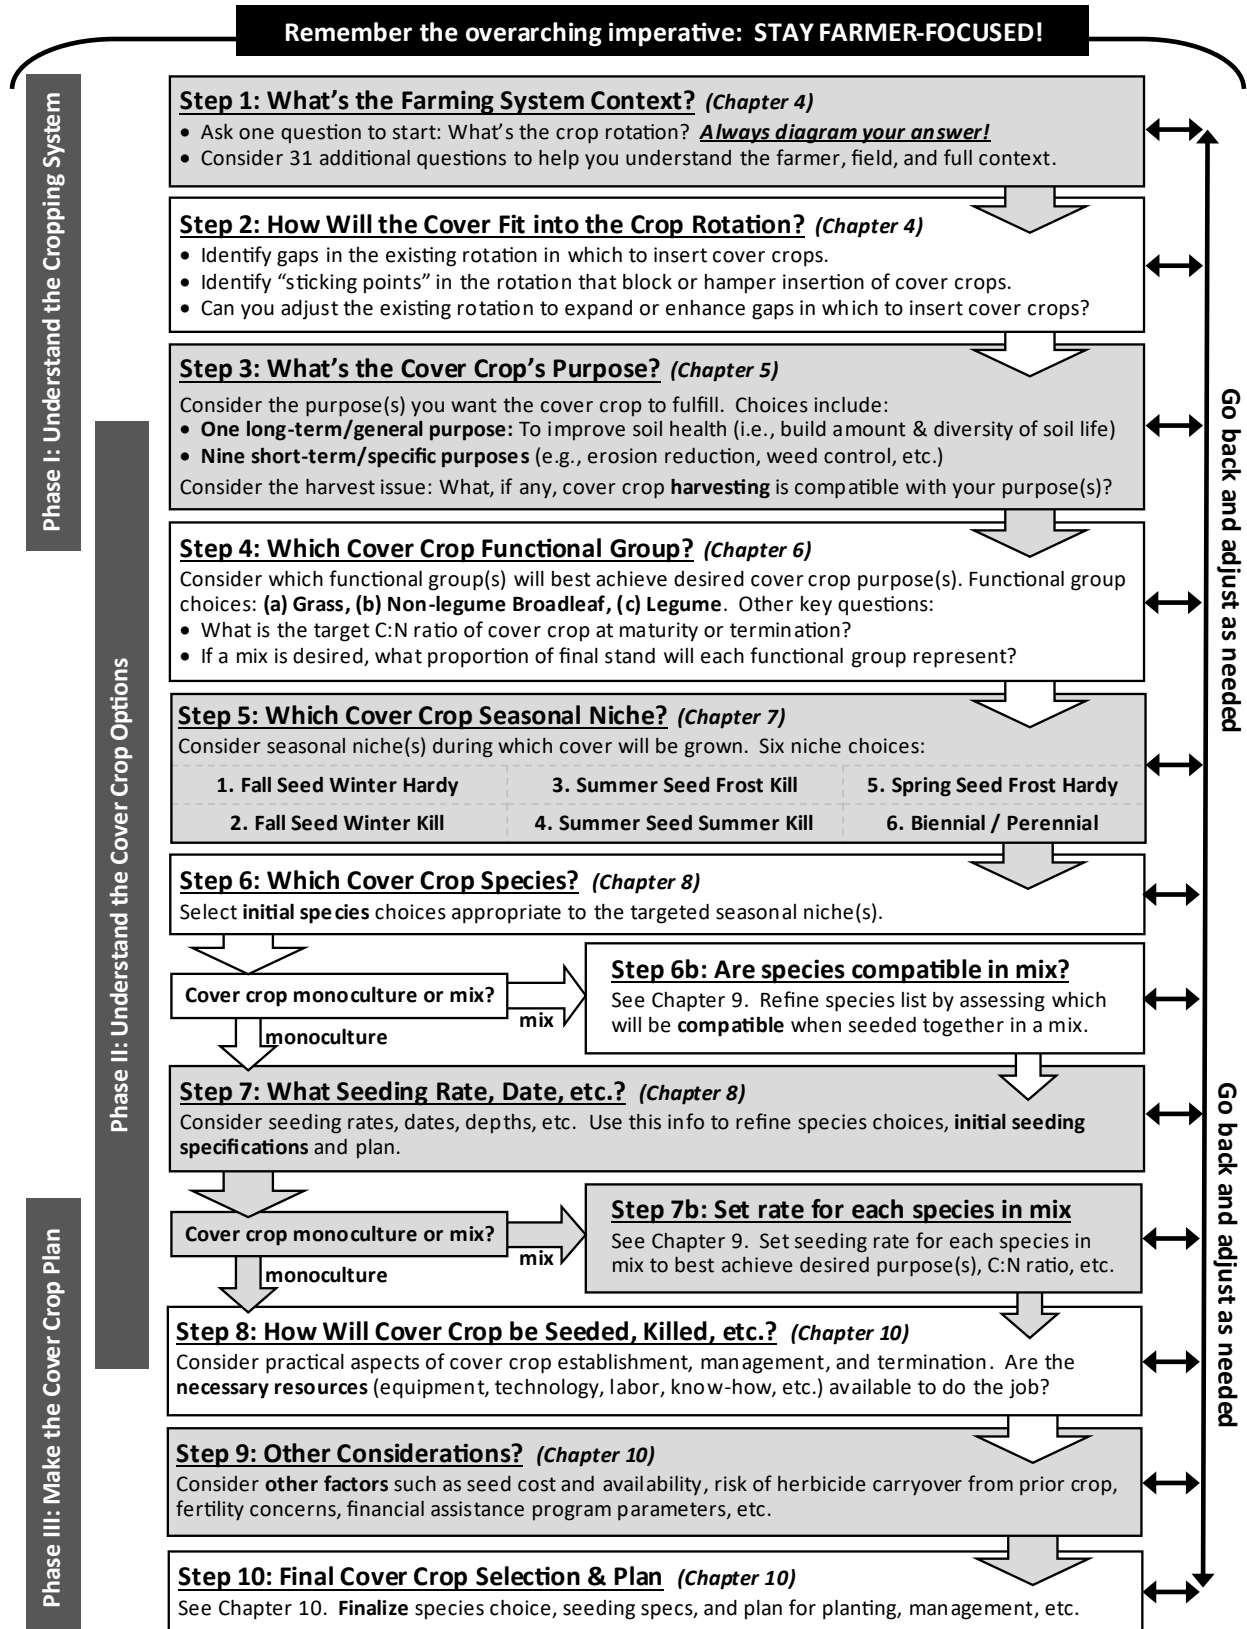 Remember the overarching imperative: STAY FARMER-FOCUSED!
Phase I: Understand the Cropping System
Step 1: What's the Farming System Context? (Chapter 4)
• Ask one question to start: What's the crop rotation? Always diagram your answer!
• Consider 31 additional questions to help you understand the farmer, field, and full context.
Step 2: How Will the Cover Fit into the Crop Rotation? (Chapter 4)
• Identify gaps in the existing rotation in which to insert cover crops.
• Identify “sticking points” in the rotation that block or hamper insertion of cover crops.
• Can you adjust the existing rotation to expand or enhance gaps in which to insert cover crops?
Step 3: What's the Cover Crop's Purpose? (Chapter 5)
Consider the purpose(s) you want the cover crop to fulfill. Choices include:
• One long-term/general purpose: To improve soil health (i.e., build amount & diversity of soil life)
• Nine short-term/specific purposes (e.g., erosion reduction, weed control, etc.)
Consider the harvest issue: What, if any, cover crop harvesting is compatible with your purpose(s)?
Phase II: Understand the Cover Crop Options
Step 4: Which Cover Crop Functional Group? (Chapter 6)
Consider which functional group(s) will best achieve desired cover crop purpose(s). Functional group
choices: (a) Grass, (b) Non-legume Broadleaf, (c) Legume. Other key questions:
• What is the target C:N ratio of cover crop at maturity or termination?
• If a mix is desired, what proportion of final stand will each functional group represent?
Go back and adjust as needed
Step 5: Which Cover Crop Seasonal Niche? (Chapter 7)
Consider seasonal niche(s) during which cover will be grown. Six niche choices:
1. Fall Seed Winter Hardy
3. Summer Seed Frost Kill
5. Spring Seed Frost Hardy
2. Fall Seed Winter Kill
4. Summer Seed Summer Kill
6. Biennial / Perennial
Step 6: Which Cover Crop Species? (Chapter 8)
Select initial species choices appropriate to the targeted seasonal niche(s).
Cover crop monoculture or mix?
mix
monoculture
Step 6b: Are species compatible in mix?
See Chapter 9. Refine species list by assessing which
will be compatible when seeded together in a mix.
Step 7: What Seeding Rate, Date, etc.? (Chapter 8)
Consider seeding rates, dates, depths, etc. Use this info to refine species choices, initial seeding
specifications and plan.
Cover crop monoculture or mix?
mix
monoculture
Step 7b: Set rate for each species in mix
See Chapter 9. Set seeding rate for each species in
mix to best achieve desired purpose(s), C:N ratio, etc.
Go back and adjust as needed
Phase III: Make the Cover Crop Plan
Step 8: How Will Cover Crop be Seeded, Killed, etc.? (Chapter 10)
Consider practical aspects of cover crop establishment, management, and termination. Are the
necessary resources (equipment, technology, labor, know-how, etc.) available to do the job?
Step 9: Other Considerations? (Chapter 10)
Consider other factors such as seed cost and availability, risk of herbicide carryover from prior crop,
fertility concerns, financial assistance program parameters, etc.
Step 10: Final Cover Crop Selection & Plan (Chapter 10)
See Chapter 10. Finalize species choice, seeding specs, and plan for planting, management, etc.